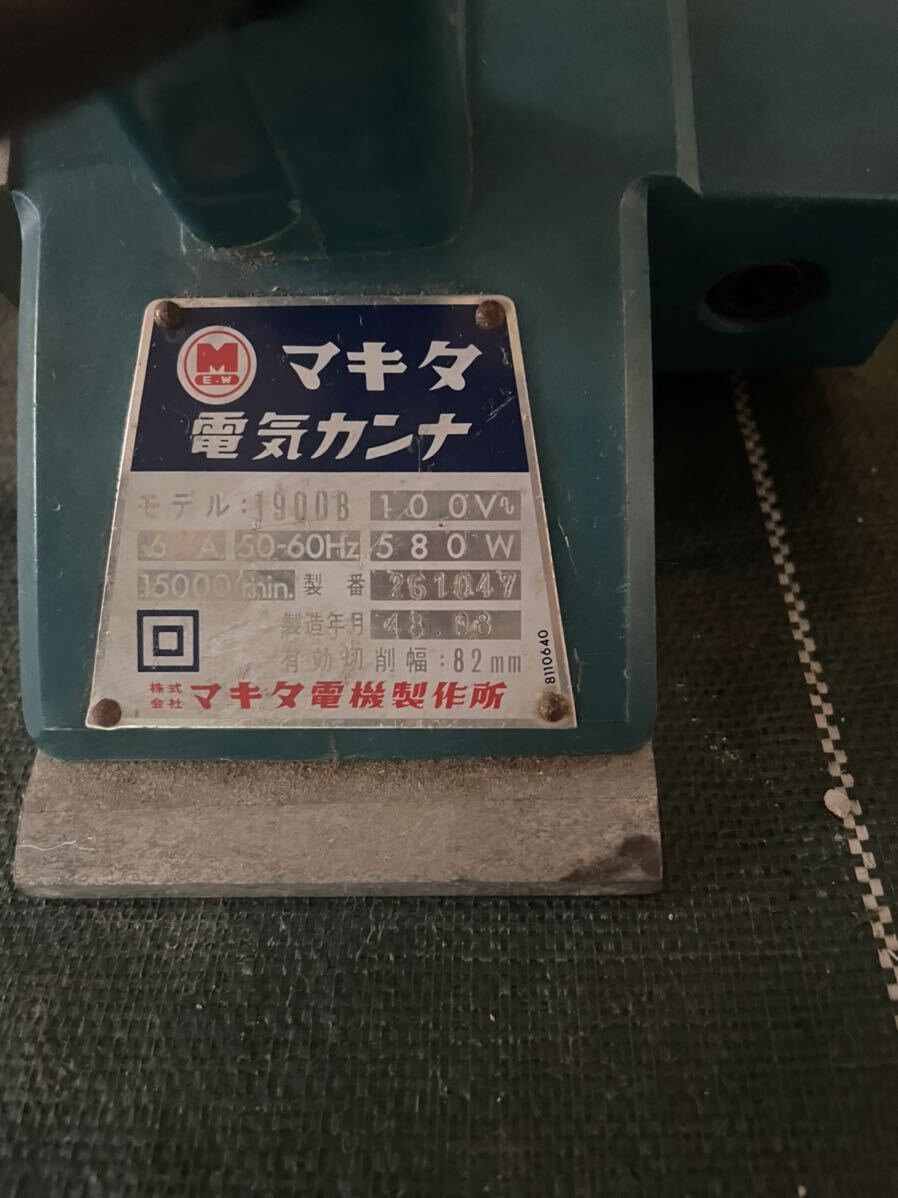 M
E.W
マキタ
電気カンナ
モデル:1900B 100V∿
6 A 50-60Hz 580W
15000/min. 製番 261047
製造年月 48.08
有効切削幅:82mm
株式会社 マキタ電機製作所
8110640